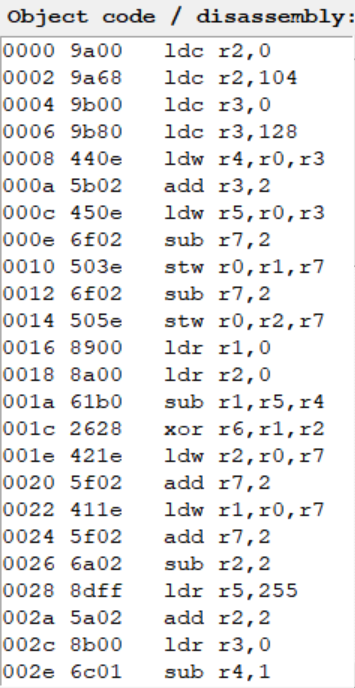 Object code / disassembly:
0000 9a00 ldc r2,0
0002 9a68 ldc r2,104
0004 9b00 ldc r3,0
0006 9b80 ldc r3,128
0008 440e ldw r4,r0,r3
000a 5b02 add r3,2
000c 450e ldw r5,r0,r3
000e 6f02 sub r7,2
0010 503e stw r0,r1,r7
0012 6f02 sub r7,2
0014 505e stw r0,r2,r7
0016 8900 ldr r1,0
0018 8a00 ldr r2,0
001a 61b0 sub r1,r5,r4
001c 2628 xor r6,r1,r2
001e 421e ldw r2,r0,r7
0020 5f02 add r7,2
0022 411e ldw r1,r0,r7
0024 5f02 add r7,2
0026 6a02 sub r2,2
0028 8dff ldr r5,255
002a 5a02 add r2,2
002c 8b00 ldr r3,0
002e 6c01 sub r4,1